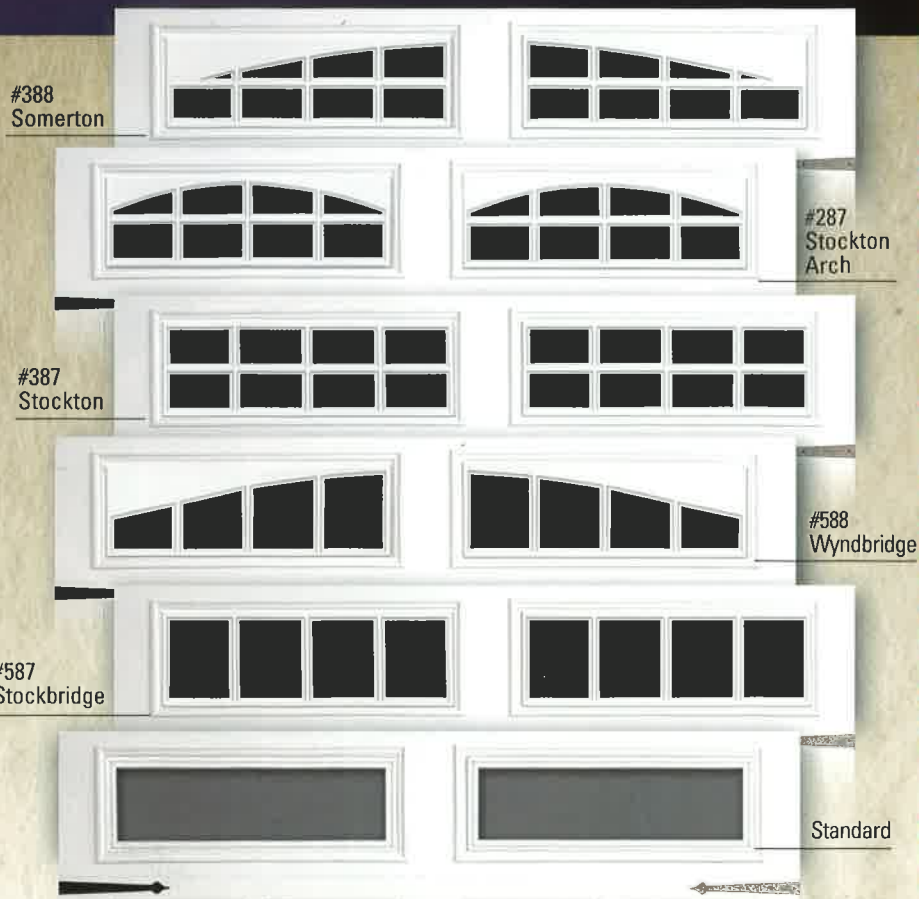 #388
Somerton
#287
Stockton
Arch
#387
Stockton
#588
Wyndbridge
#587
Stockbridge
Standard